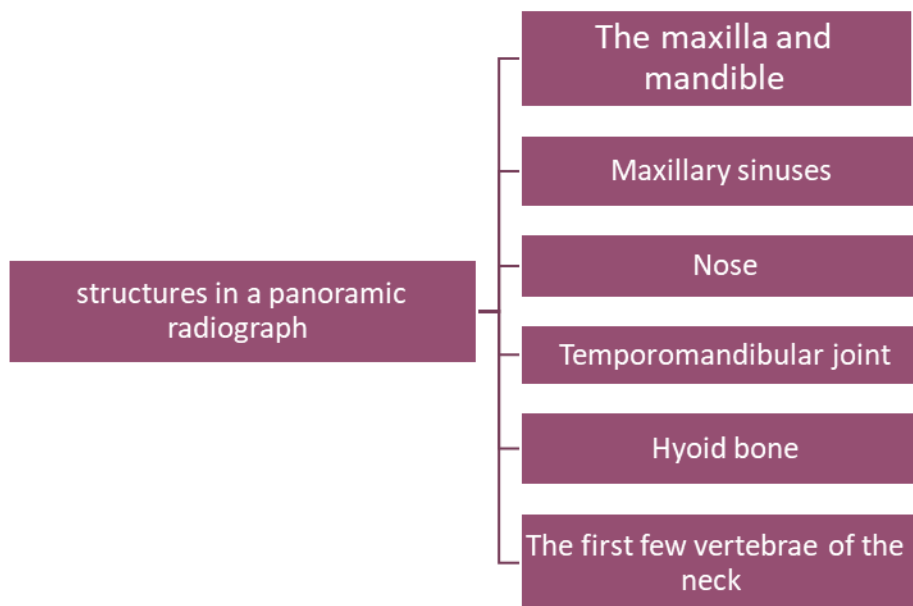 structures in a panoramic
radiograph
The maxilla and
mandible
Maxillary sinuses
Nose
Temporomandibular joint
Hyoid bone
The first few vertebrae of the
neck